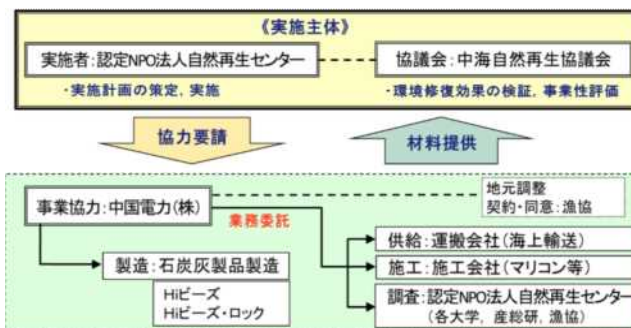 《実施主体》
実施者:認定NPO法人自然再生センター
協議会:中海自然再生協議会
・実施計画の策定, 実施
・環境修復効果の検証, 事業性評価
協力要請
材料提供
事業協力:中国電力(株)
地元調整
契約・同意:漁協
業務委託
供給:運搬会社(海上輸送)
製造:石炭灰製品製造
施工:施工会社(マリコン等)
Hiビーズ
Hiビーズ・ロック
調査:認定NPO法人自然再生センター
(各大学, 産総研, 漁協)